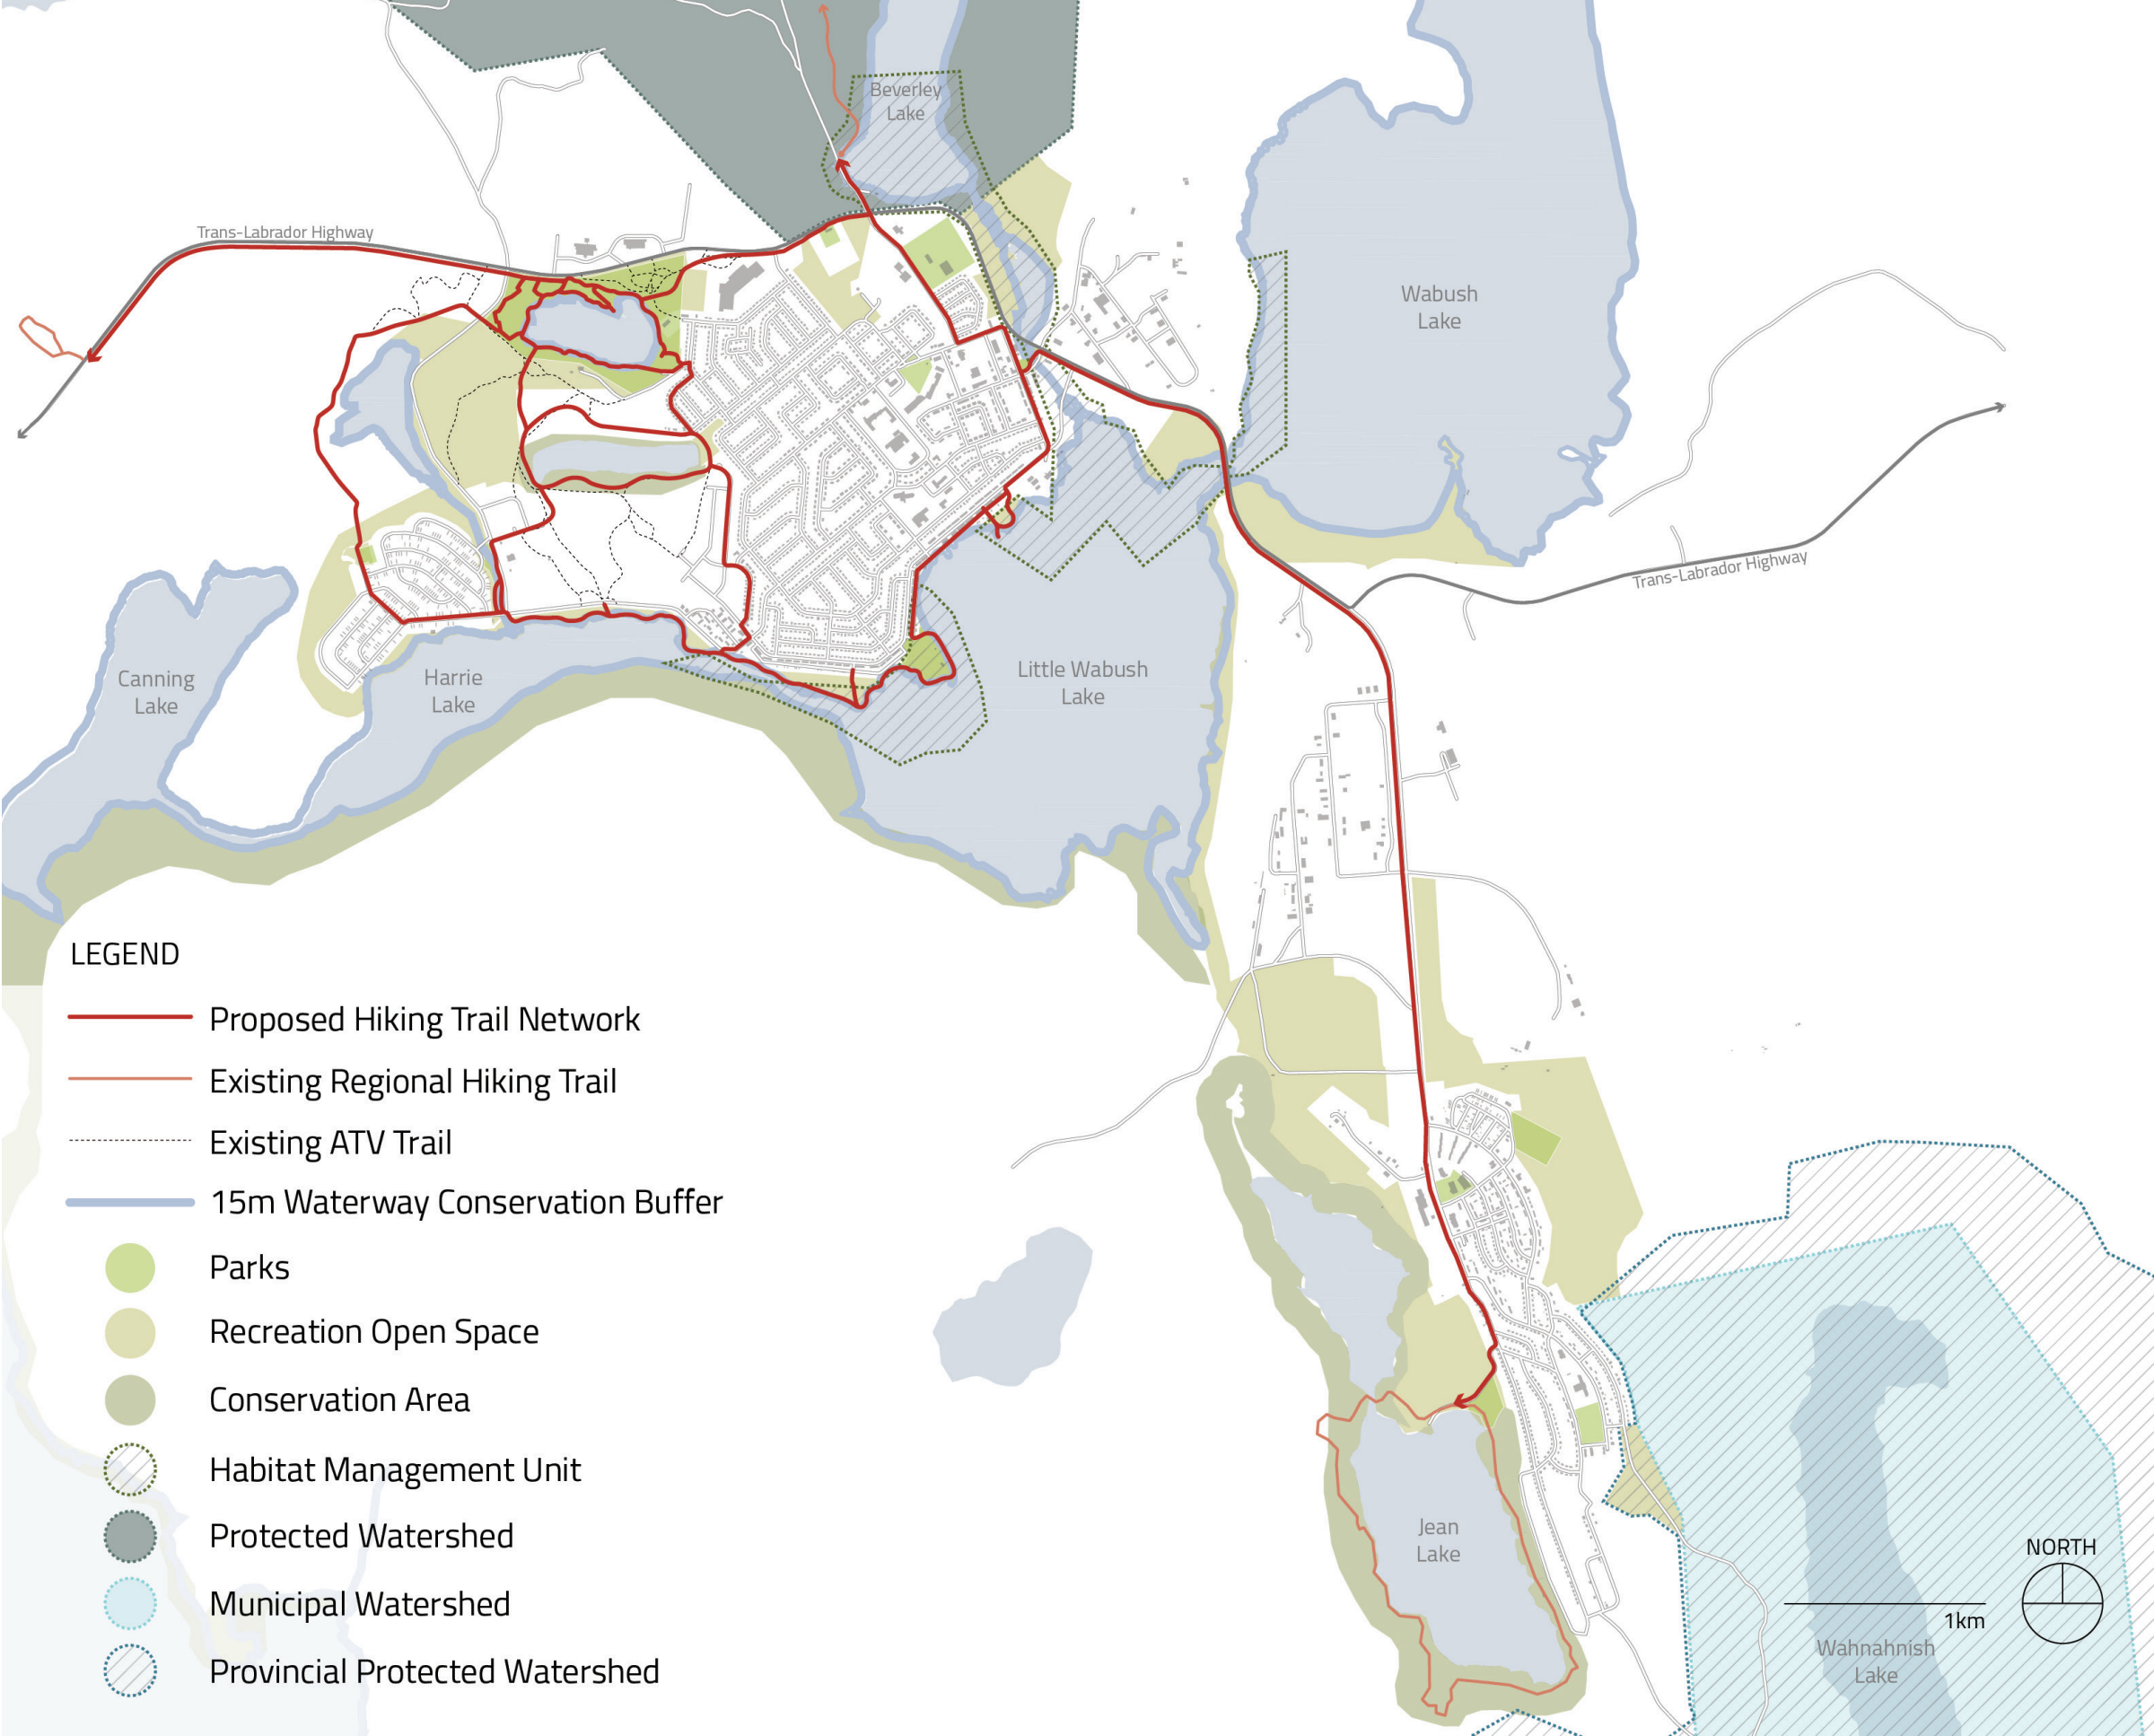 Beverley
Lake
Trans-Labrador Highway
Wabush
Lake
Trans-Labrador Highway
Canning
Lake
Harrie
Lake
Little Wabush
Lake
LEGEND
Proposed Hiking Trail Network
Existing Regional Hiking Trail
Existing ATV Trail
15m Waterway Conservation Buffer
Parks
Recreation Open Space
Conservation Area
Habitat Management Unit
Protected Watershed
Municipal Watershed
Provincial Protected Watershed
Jean
Lake
NORTH
1km
Wahnahnish
Lake